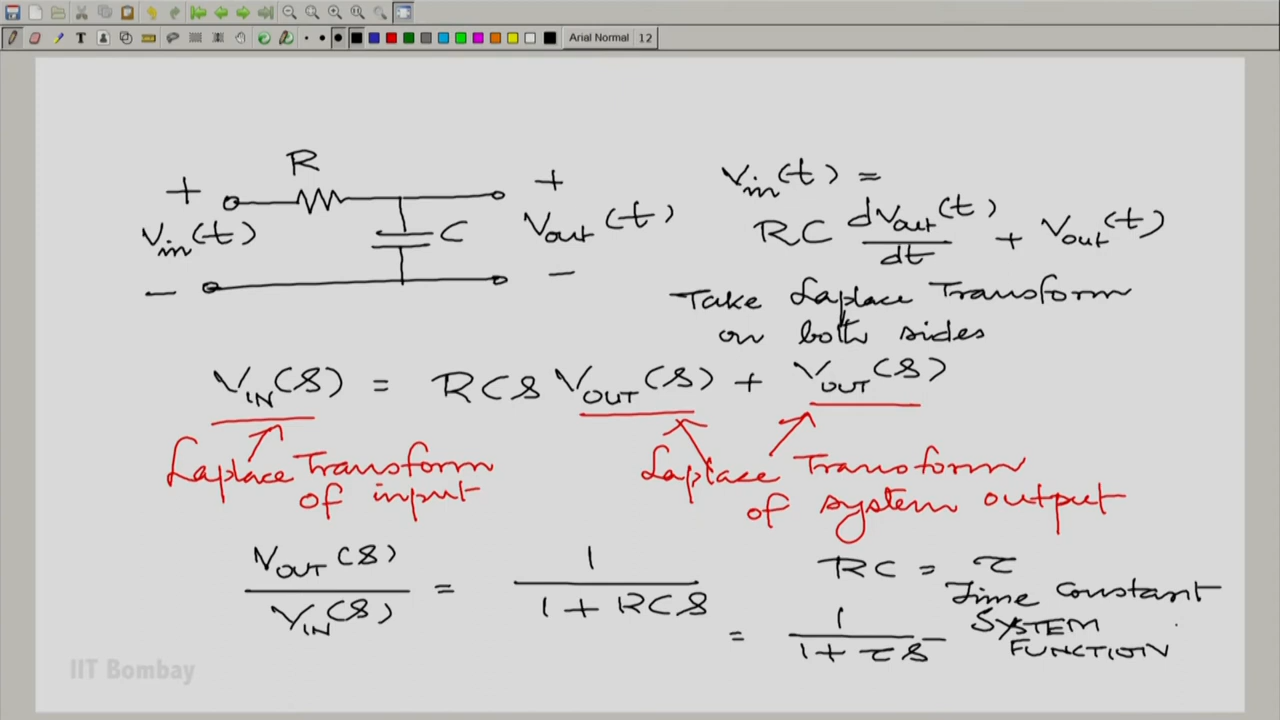 Arial Normal 12
R
+
+
Vin(t)
C
Vout(t)
−
−
Vin(t) =
RC dVout(t)/dt + Vout(t)
Take Laplace Transform
on both sides
VIN(s) = RCS VOUT(s) + VOUT(s)
Laplace Transform
of input
Laplace Transform
of system output
VOUT(s)/VIN(s) = 1/(1 + RCS)
RC = τ
Time constant
= 1/(1 + τs)
SYSTEM
FUNCTION
IIT Bombay